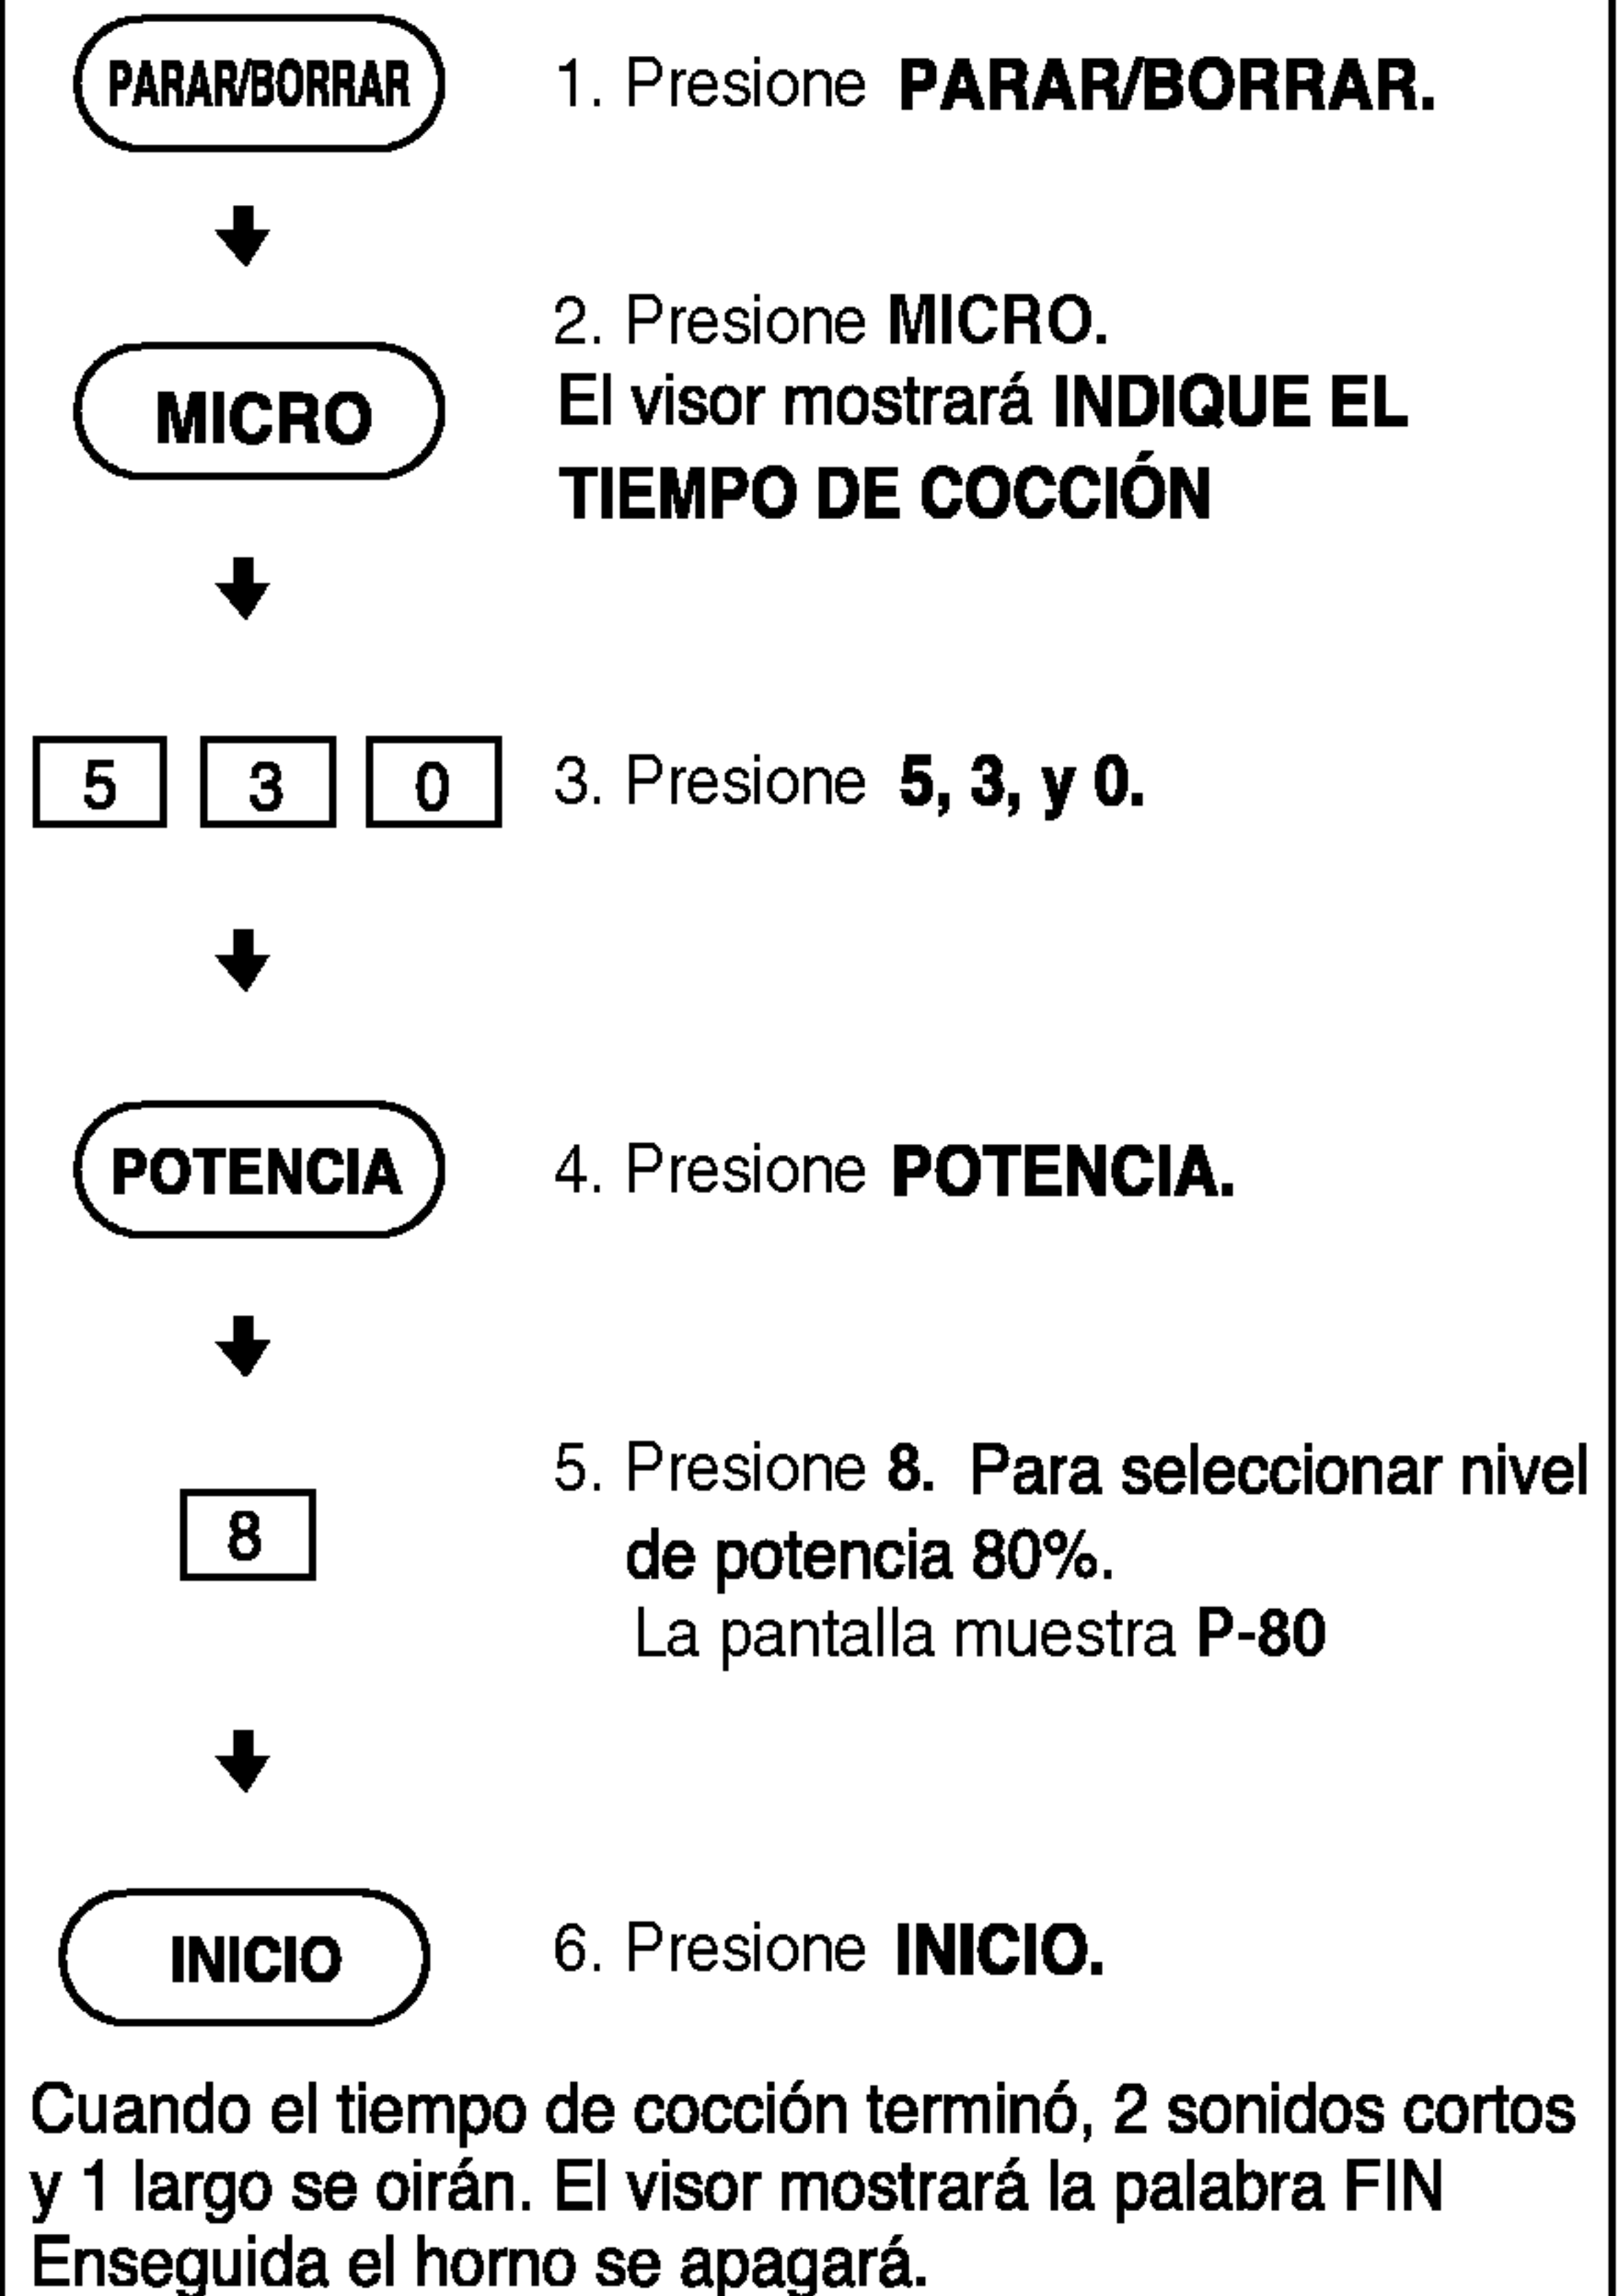 PARAR/BORRAR
1. Presione PARAR/BORRAR.
MICRO
2. Presione MICRO.
El visor mostrará INDIQUE EL
TIEMPO DE COCCIÓN
5 3 0
3. Presione 5, 3, y 0.
POTENCIA
4. Presione POTENCIA.
8
5. Presione 8. Para seleccionar nivel
de potencia 80%.
La pantalla muestra P-80
INICIO
6. Presione INICIO.
Cuando el tiempo de cocción terminó, 2 sonidos cortos
y 1 largo se oirán. El visor mostrará la palabra FIN
Enseguida el horno se apagará.